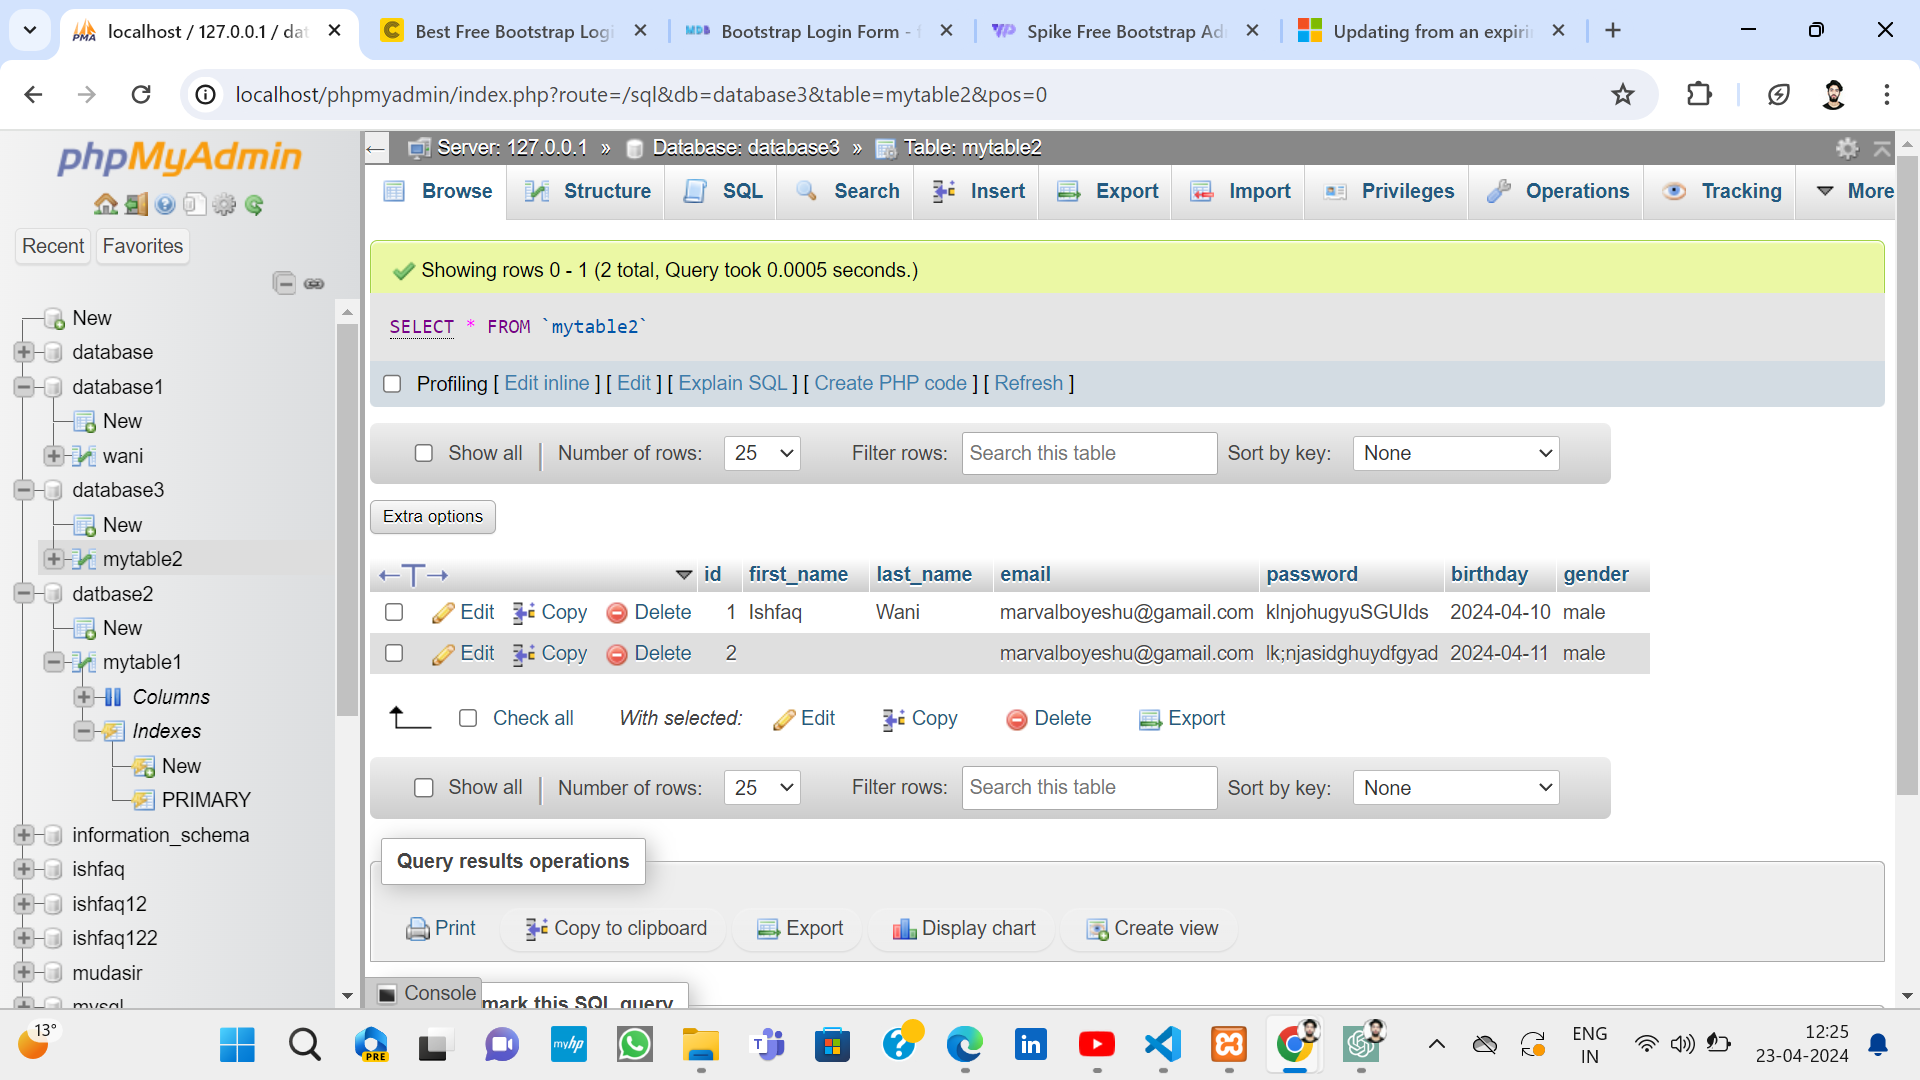 localhost / 127.0.0.1 / dat
Best Free Bootstrap Logi
Bootstrap Login Form -
Spike Free Bootstrap Ad
Updating from an expiri
localhost/phpmyadmin/index.php?route=/sql&db=database3&table=mytable2&pos=0
phpMyAdmin
Recent
Favorites
New
database
database1
New
wani
database3
New
mytable2
datbase2
New
mytable1
Columns
Indexes
New
PRIMARY
information_schema
ishfaq
ishfaq12
ishfaq122
mudasir
mysql
Server: 127.0.0.1 » Database: database3 » Table: mytable2
Browse Structure SQL Search Insert Export Import Privileges Operations Tracking More
Showing rows 0 - 1 (2 total, Query took 0.0005 seconds.)
SELECT * FROM `mytable2`
Profiling [ Edit inline ] [ Edit ] [ Explain SQL ] [ Create PHP code ] [ Refresh ]
Show all Number of rows: 25 Filter rows: Search this table Sort by key: None
Extra options
←T→ id first_name last_name email password birthday gender
Edit Copy Delete 1 Ishfaq Wani marvalboyeshu@gamail.com klnjohugyuSGUIds 2024-04-10 male
Edit Copy Delete 2 marvalboyeshu@gamail.com lk;njasidghuydfgyad 2024-04-11 male
Check all With selected: Edit Copy Delete Export
Show all Number of rows: 25 Filter rows: Search this table Sort by key: None
Query results operations
Print Copy to clipboard Export Display chart Create view
Console
mark this SQL query
13°
PRE
myhp
ENG
IN
12:25
23-04-2024